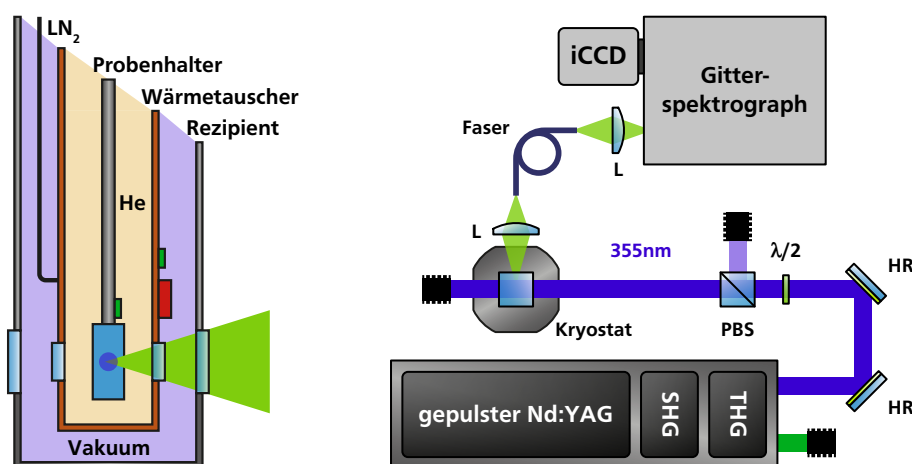 LN₂
Probenhalter
Wärmetauscher
Rezipient
He
Vakuum
iCCD
Gitter-
spektrograph
Faser
L
L
355nm
λ/2
HR
Kryostat
PBS
gepulster Nd:YAG
SHG
THG
HR